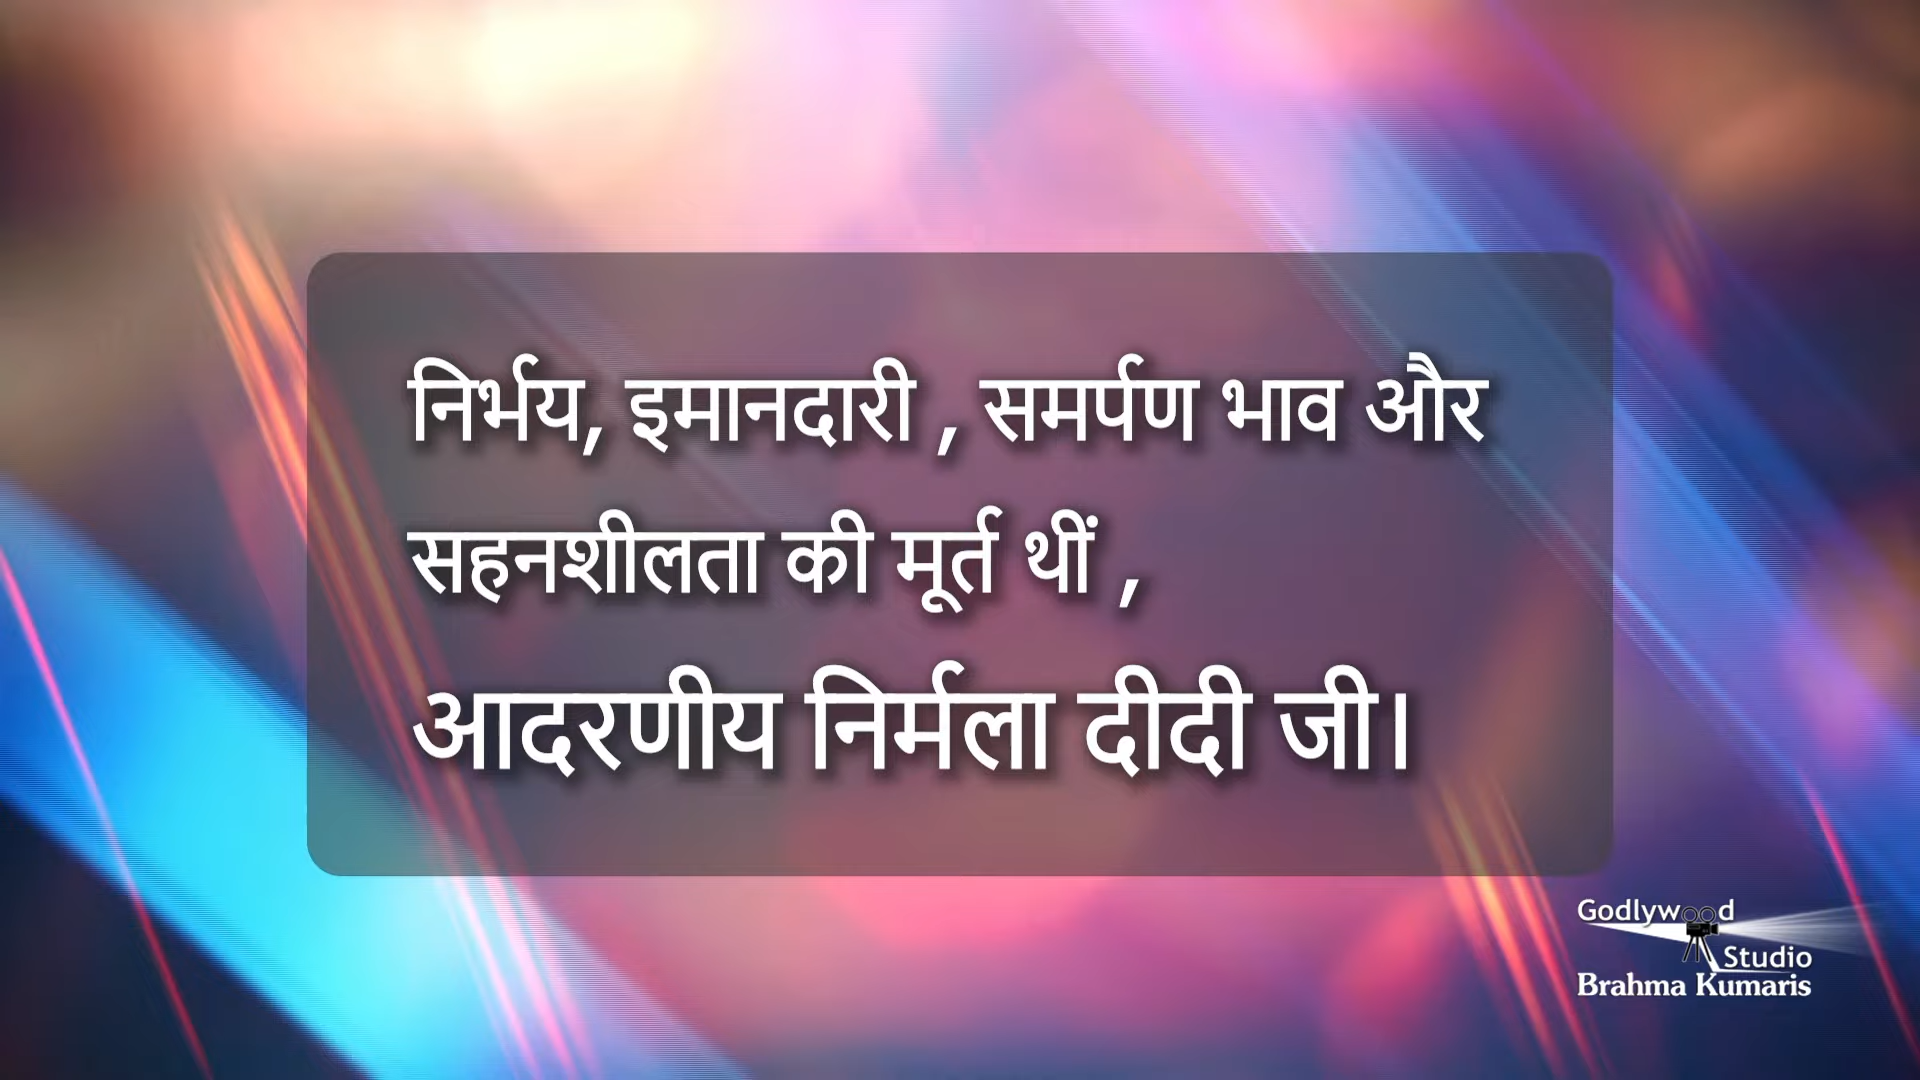 निर्भय, इमानदारी , समर्पण भाव और
सहनशीलता की मूर्त थीं ,
आदरणीय निर्मला दीदी जी।
Godlywood
Studio
Brahma Kumaris